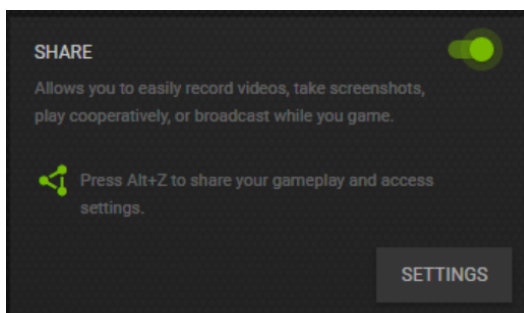 SHARE
Allows you to easily record videos, take screenshots,
play cooperatively, or broadcast while you game.
Press Alt+Z to share your gameplay and access
settings.
SETTINGS